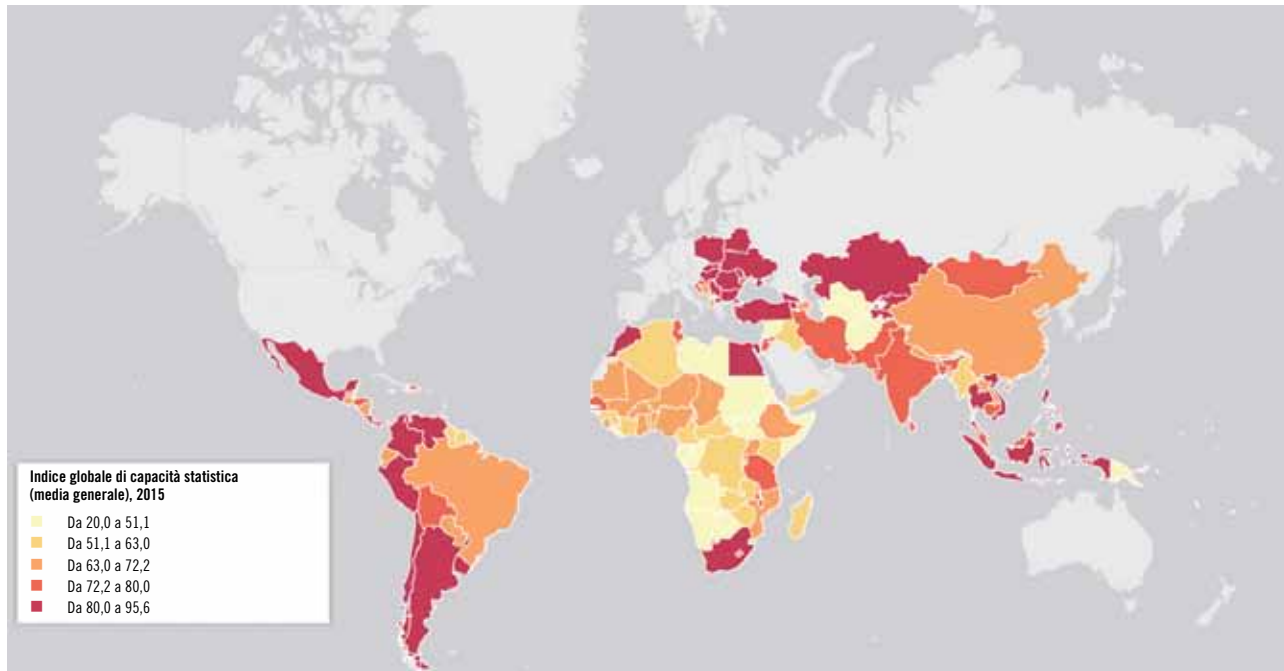 Indice globale di capacità statistica
(media generale), 2015
Da 20,0 a 51,1
Da 51,1 a 63,0
Da 63,0 a 72,2
Da 72,2 a 80,0
Da 80,0 a 95,6